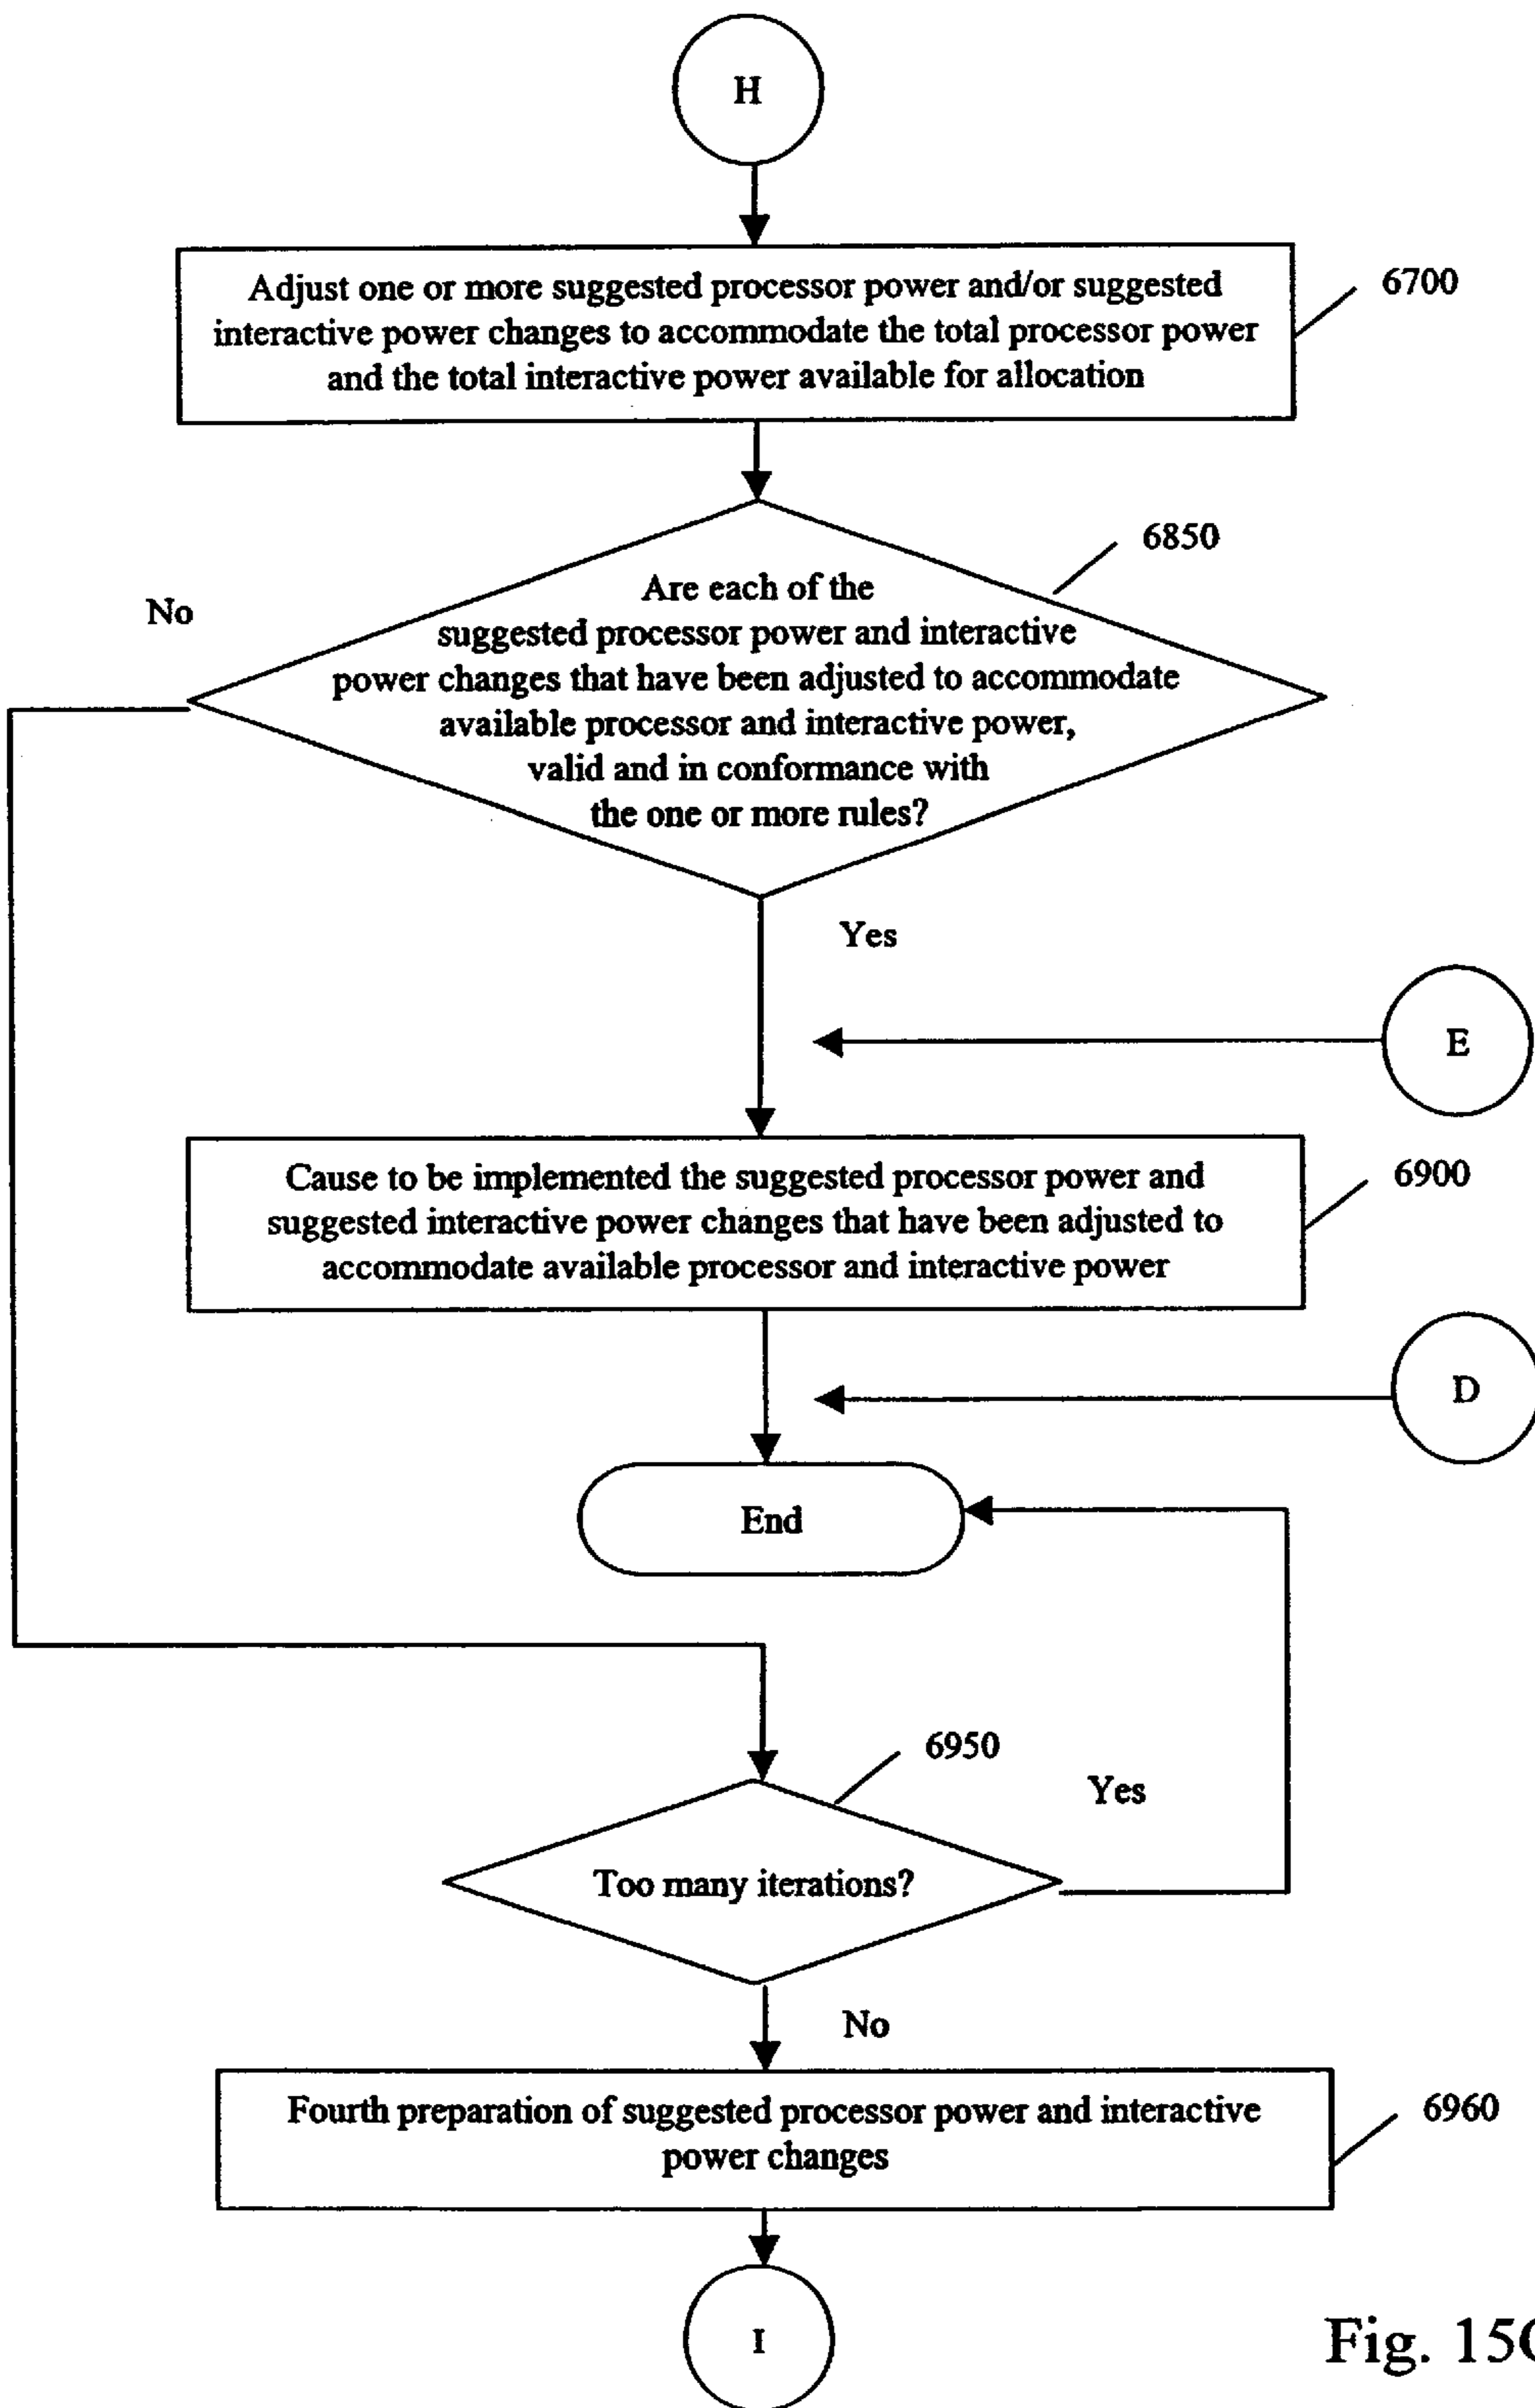 H
Adjust one or more suggested processor power and/or suggested
interactive power changes to accommodate the total processor power
and the total interactive power available for allocation
6700
6850
No
Are each of the
suggested processor power and interactive
power changes that have been adjusted to accommodate
available processor and interactive power,
valid and in conformance with
the one or more rules?
Yes
E
Cause to be implemented the suggested processor power and
suggested interactive power changes that have been adjusted to
accommodate available processor and interactive power
6900
D
End
6950
Yes
Too many iterations?
No
Fourth preparation of suggested processor power and interactive
power changes
6960
I
Fig.